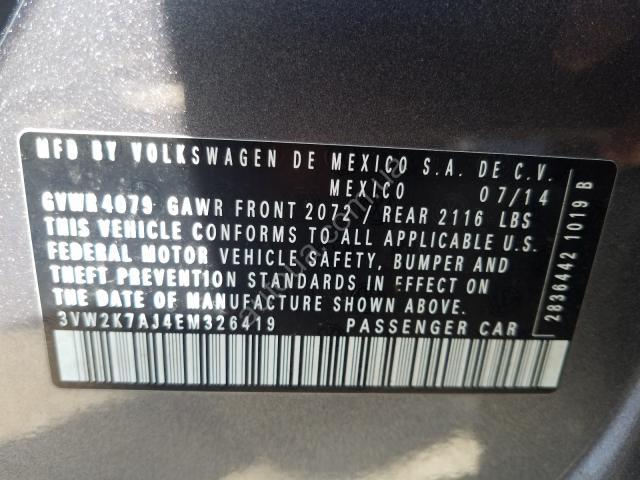 MFD BY VOLKSWAGEN DE MEXICO S.A. DE C.V.
MEXICO 07/14
GVWR 4079 GAWR FRONT 2072 / REAR 2116 LBS
THIS VEHICLE CONFORMS TO ALL APPLICABLE U.S.
FEDERAL MOTOR VEHICLE SAFETY, BUMPER AND
THEFT PREVENTION STANDARDS IN EFFECT ON
THE DATE OF MANUFACTURE SHOWN ABOVE.
3VW2K7AJ4EM326419 PASSENGER CAR
2836442 1019 B